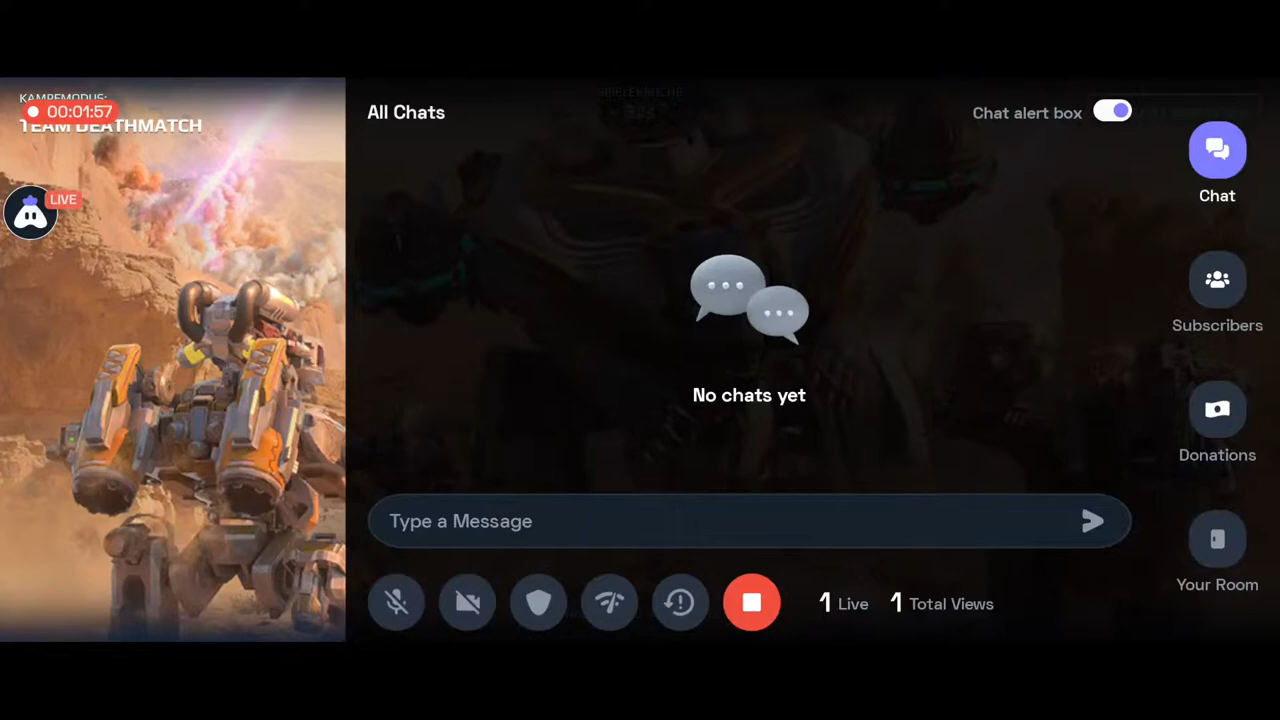 KAMPFMODUS:
00:01:57
TEAM DEATHMATCH
LIVE
All Chats
Chat alert box
Chat
No chats yet
Subscribers
Donations
Type a Message
Your Room
1 Live
1 Total Views